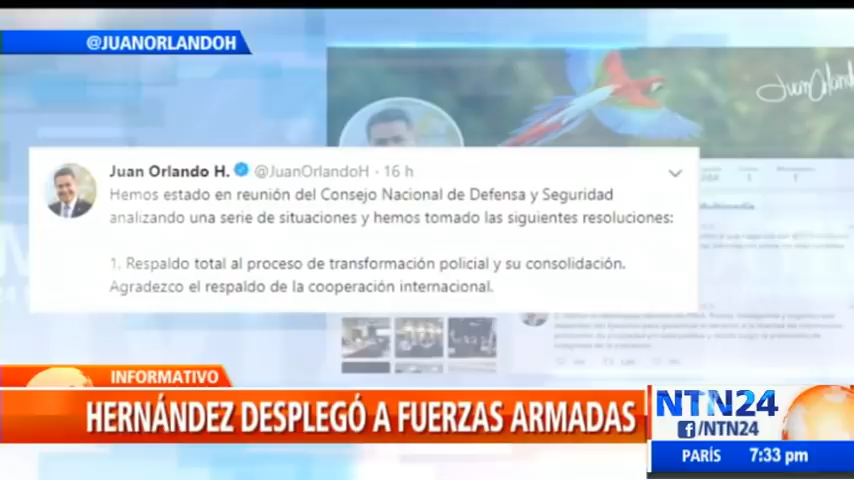 @JUANORLANDOH
JuanOrlando
Juan Orlando H. @JuanOrlandoH · 16 h
Hemos estado en reunión del Consejo Nacional de Defensa y Seguridad
analizando una serie de situaciones y hemos tomado las siguientes resoluciones:
1. Respaldo total al proceso de transformación policial y su consolidación.
Agradezco el respaldo de la cooperación internacional.
INFORMATIVO
HERNÁNDEZ DESPLEGÓ A FUERZAS ARMADAS
NTN24
f/NTN24
PARÍS 7:33 pm